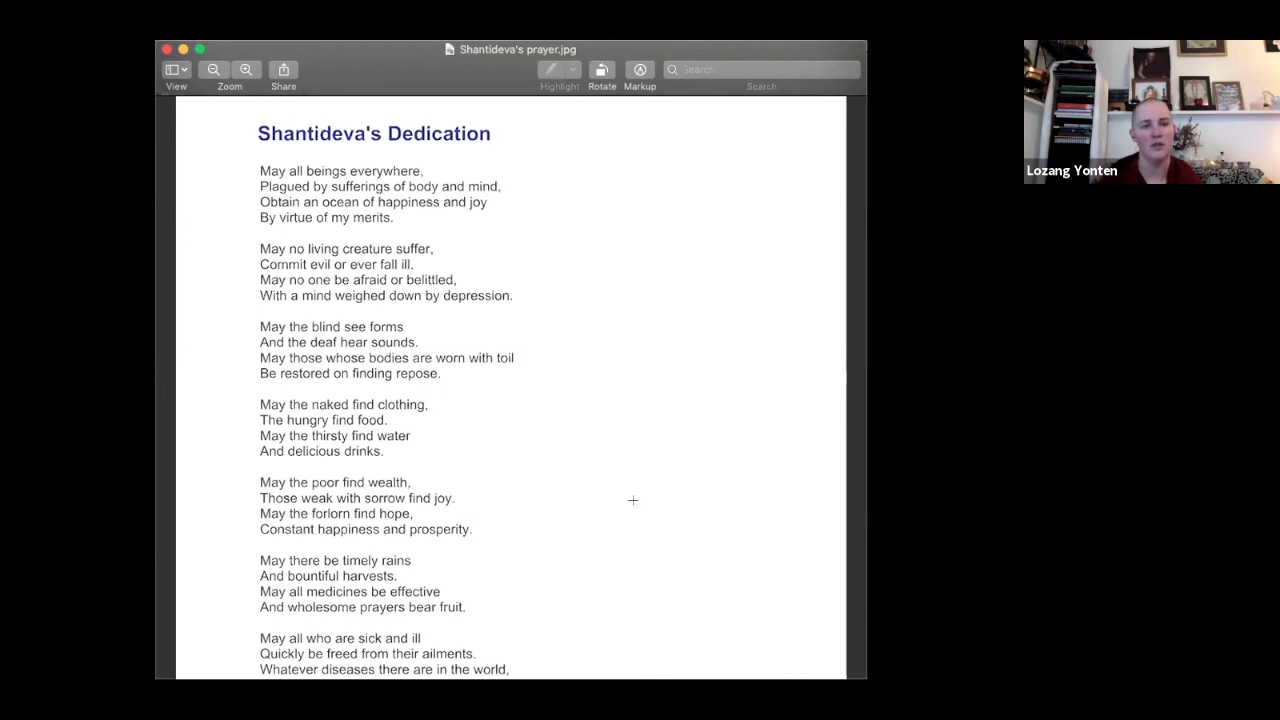 Shantideva's prayer.jpg
View
Zoom
Share
Highlight
Rotate
Markup
Search
Search
Shantideva's Dedication
May all beings everywhere,
Plagued by sufferings of body and mind,
Obtain an ocean of happiness and joy
By virtue of my merits.
May no living creature suffer,
Commit evil or ever fall ill.
May no one be afraid or belittled,
With a mind weighed down by depression.
May the blind see forms
And the deaf hear sounds.
May those whose bodies are worn with toil
Be restored on finding repose.
May the naked find clothing,
The hungry find food.
May the thirsty find water
And delicious drinks.
May the poor find wealth,
Those weak with sorrow find joy.
May the forlorn find hope,
Constant happiness and prosperity.
May there be timely rains
And bountiful harvests.
May all medicines be effective
And wholesome prayers bear fruit.
May all who are sick and ill
Quickly be freed from their ailments.
Whatever diseases there are in the world,
Lozang Yonten